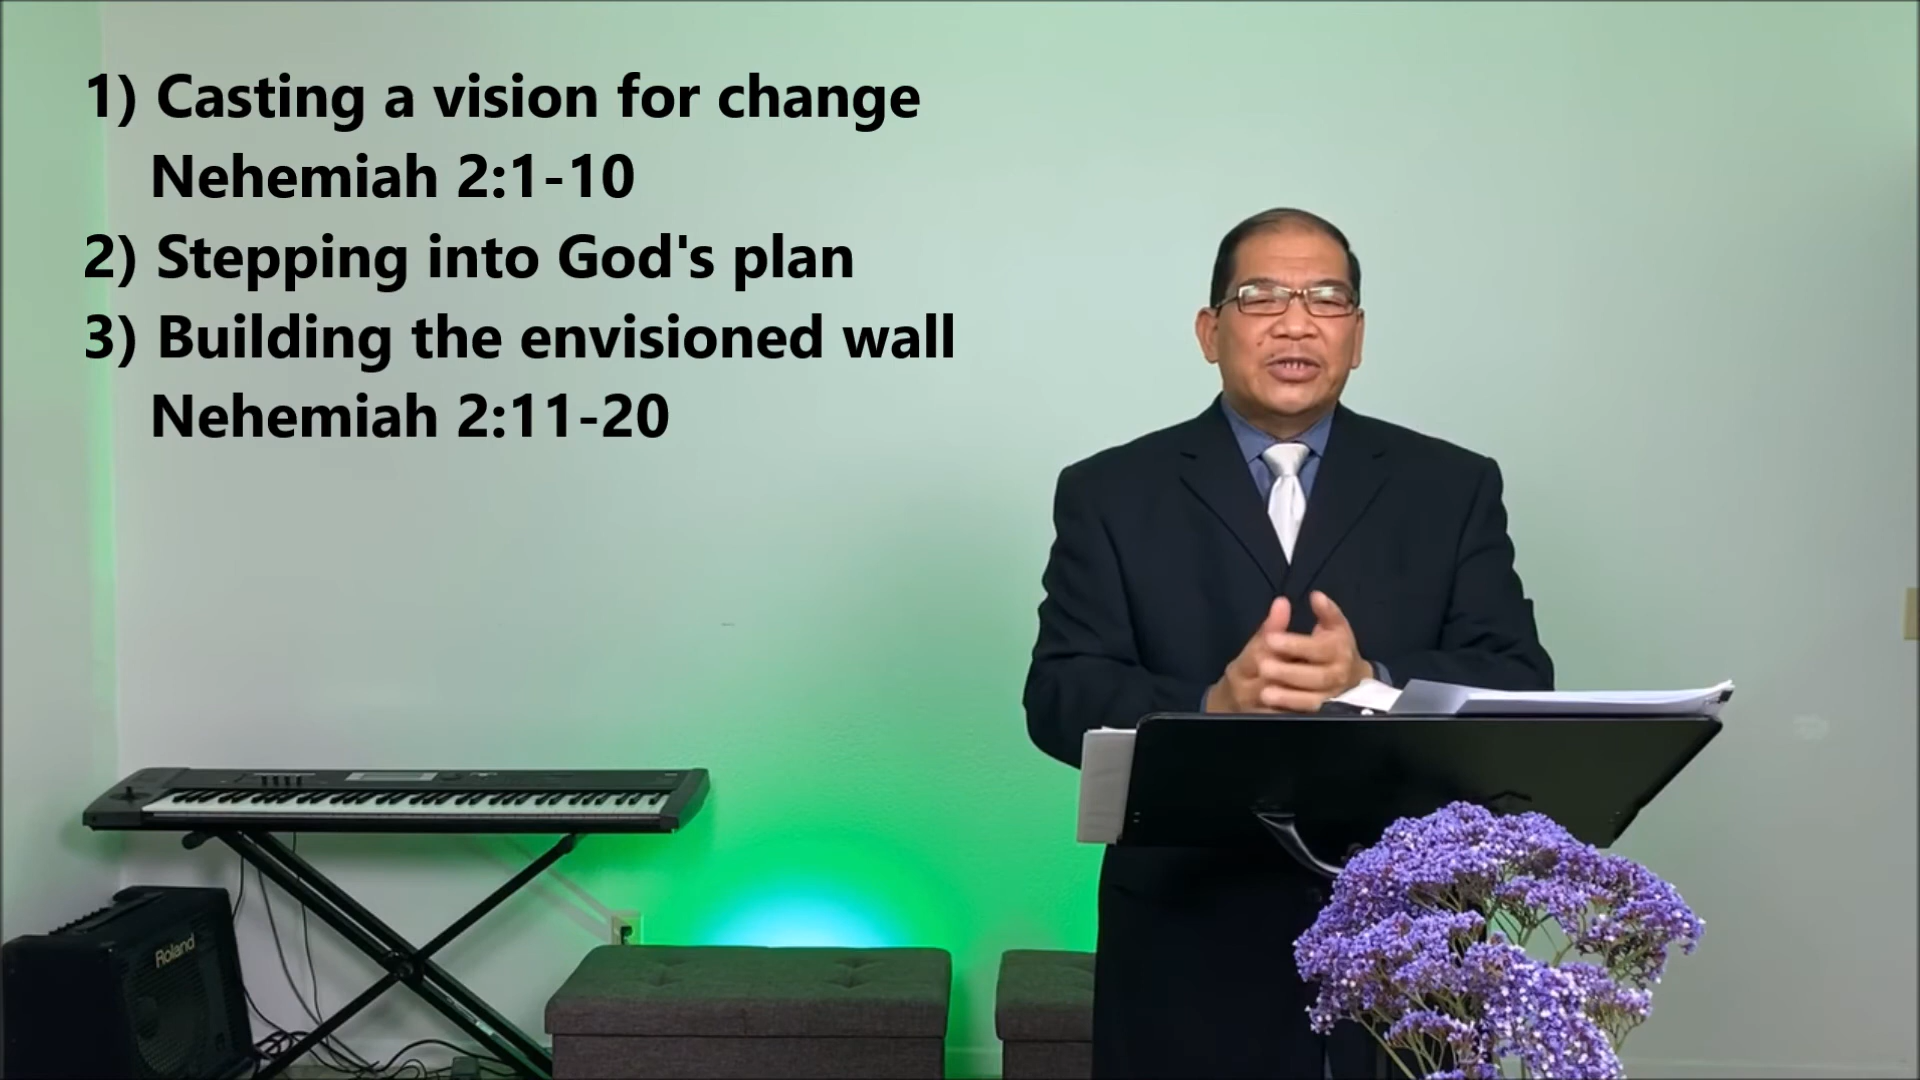 1) Casting a vision for change
Nehemiah 2:1-10
2) Stepping into God's plan
3) Building the envisioned wall
Nehemiah 2:11-20
Roland